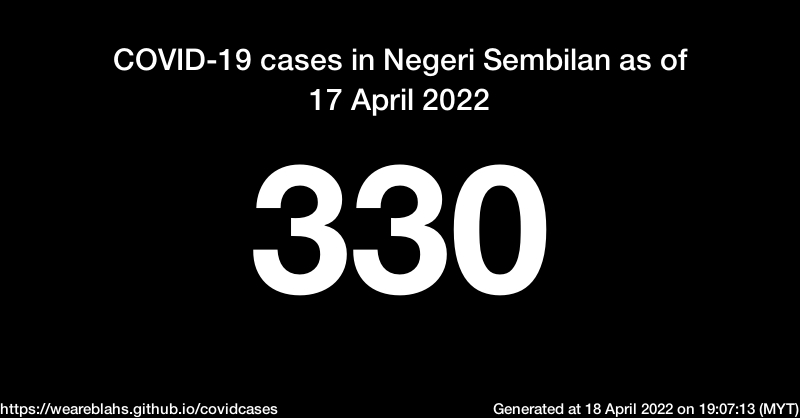 COVID-19 cases in Negeri Sembilan as of
17 April 2022
330
https://weareblahs.github.io/covidcases
Generated at 18 April 2022 on 19:07:13 (MYT)